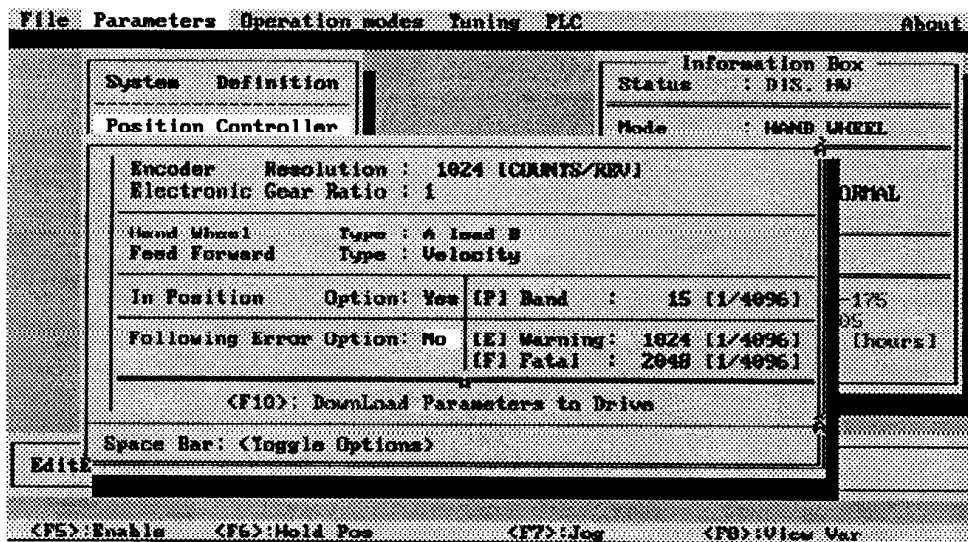 File Parameters Operation modes Tuning PLC About
Information Box
System Definition
Status : DIS. HW
Position Controller
Mode : HAND WHEEL
Encoder Resolution : 1024 [COUNTS/REV]
Electronic Gear Ratio : 1
ORMAL
Hand Wheel Type : A lead B
Feed Forward Type : Velocity
In Position Option: Yes [P] Band : 15 [1/4096]
-175
05
Following Error Option: No [E] Warning: 1024 [1/4096]
[hours]
[F] Fatal : 2048 [1/4096]
<F10>: DownLoad Parameters to Drive
Space Bar: <Toggle Options>
EditE
<F5>:Enable <F6>:Hold Pos <F7>:Jog <F8>:View Var